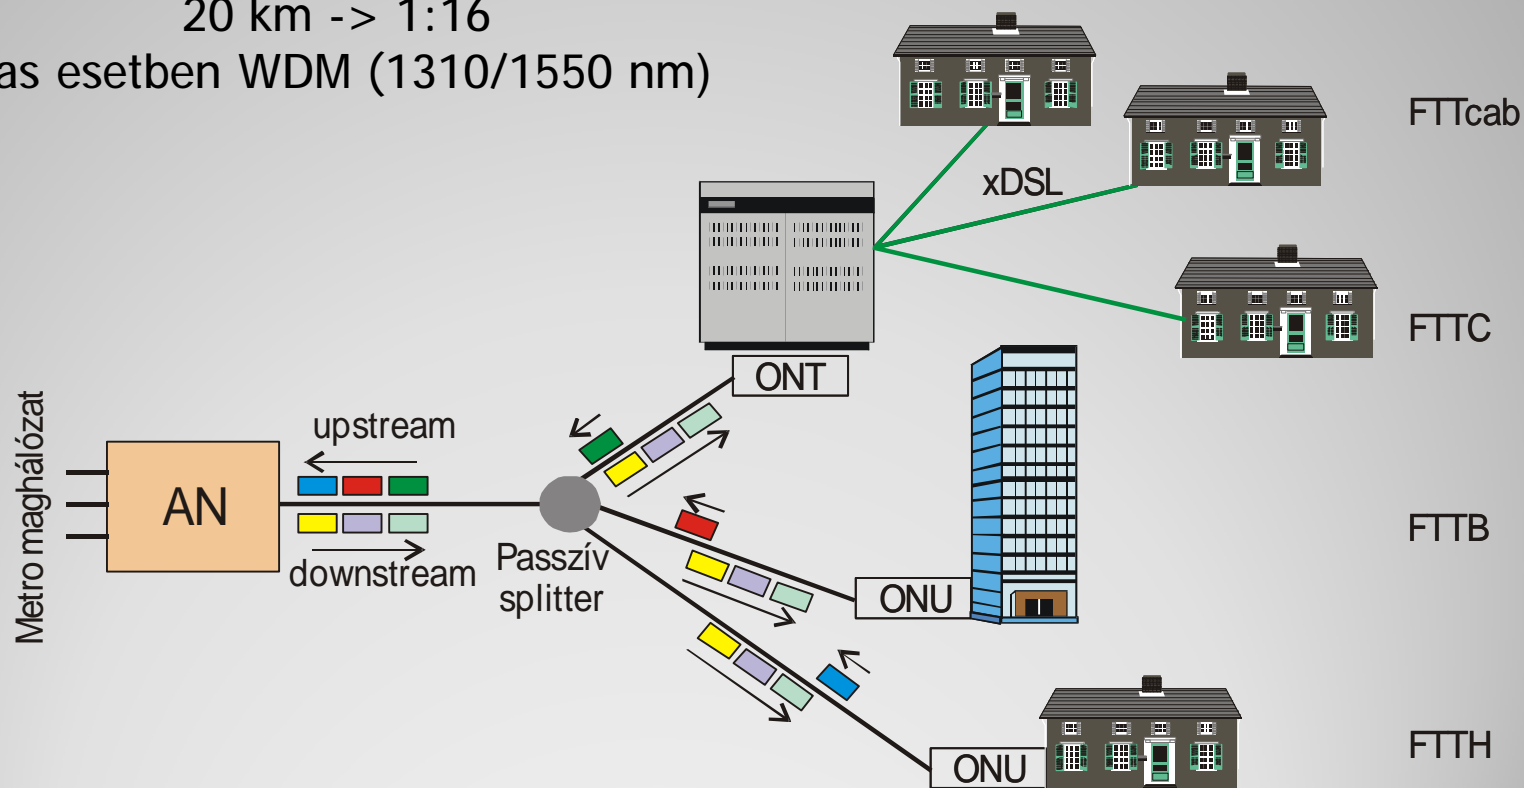 20 km -> 1:16
as esetben WDM (1310/1550 nm)
FTTcab
xDSL
FTTC
ONT
Metro maghálózat
upstream
AN
downstream
Passzív
splitter
FTTB
ONU
FTTH
ONU